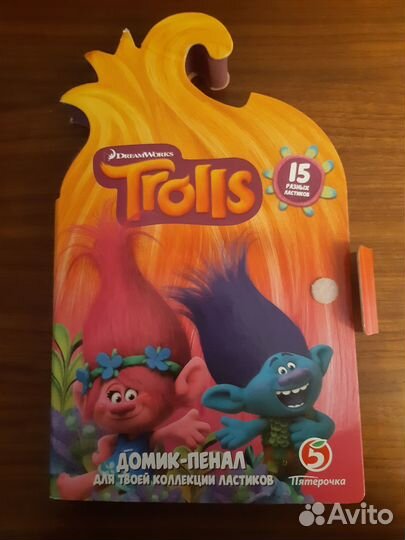 DREAMWORKS
Trolls
15
РАЗНЫХ
ЛАСТИКОВ
ДОМИК-ПЕНАЛ
ДЛЯ ТВОЕЙ КОЛЛЕКЦИИ ЛАСТИКОВ
5
Пятёрочка
Avito